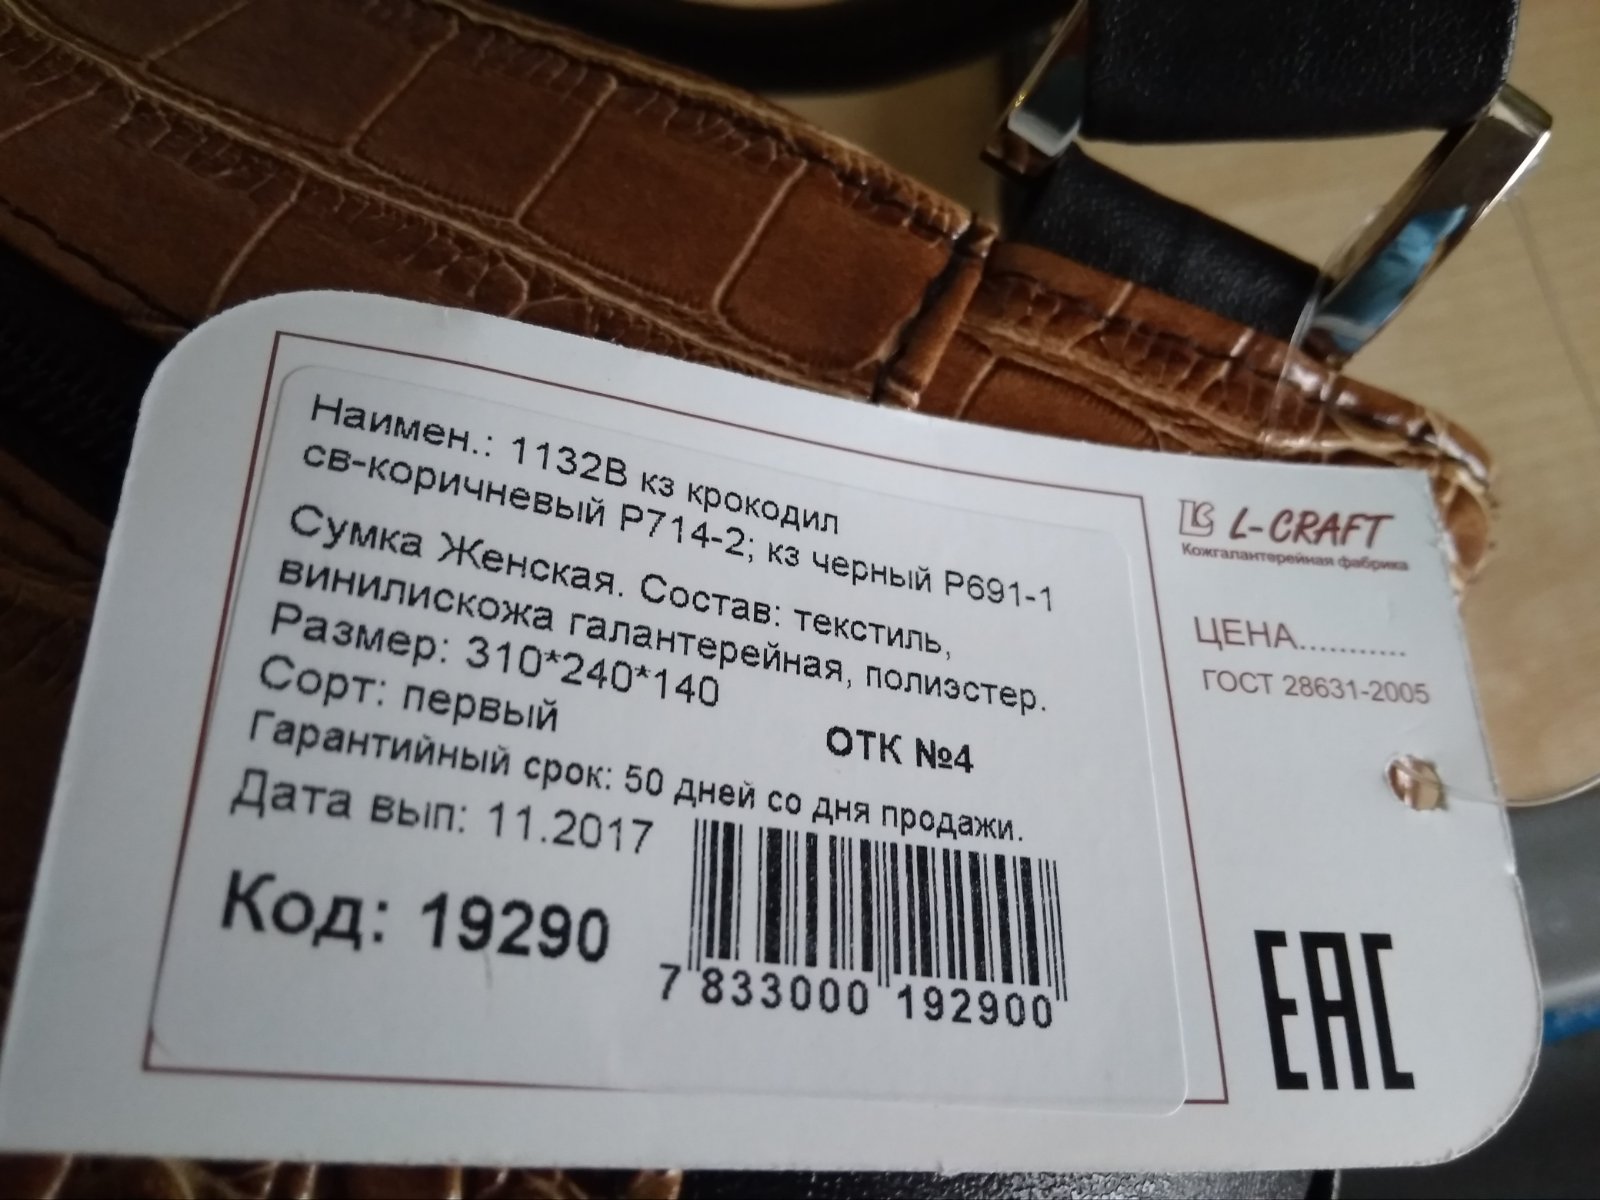 Наимен.: 1132В кз крокодил
св-коричневый Р714-2; кз черный Р691-1
Сумка Женская. Состав: текстиль,
винилискожа галантерейная, полиэстер.
Размер: 310*240*140
Сорт: первый
ОТК №4
Гарантийный срок: 50 дней со дня продажи.
Дата вып: 11.2017
Код: 19290
7 833000 192900
L-CRAFT
Кожгалантерейная фабрика
ЦЕНА...........
ГОСТ 28631-2005
EAC